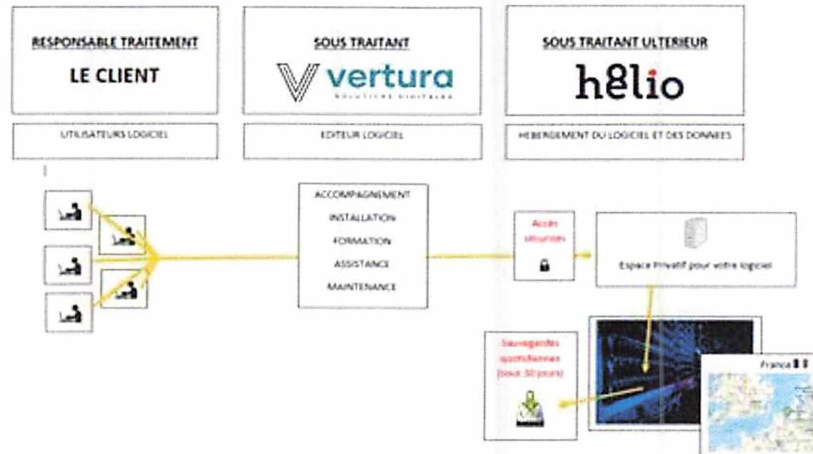 RESPONSABLE TRAITEMENT
LE CLIENT
SOUS TRAITANT
vertura
SOLUTIONS DIGITALES
SOUS TRAITANT ULTERIEUR
hélio
UTILISATEURS LOGICIEL
EDITEUR LOGICIEL
HEBERGEMENT DU LOGICIEL ET DES DONNEES
ACCOMPAGNEMENT
INSTALLATION
FORMATION
ASSISTANCE
MAINTENANCE
Accès
sécurisés
Espace Privatif pour votre logiciel
Sauvegardes
quotidiennes
(sous 30 jours)
France